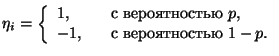 η_i = { 1, с вероятностью p,
−1, с вероятностью 1 − p.